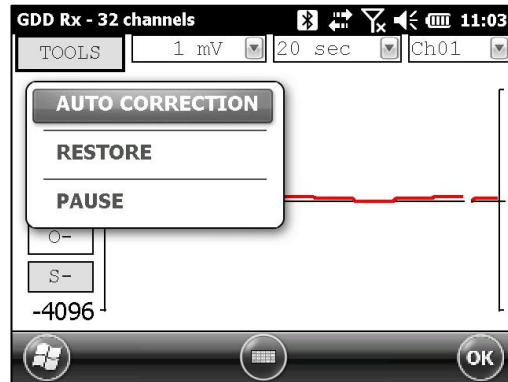 GDD Rx - 32 channels 11:03
TOOLS 1 mV 20 sec Ch01
AUTO CORRECTION
RESTORE
PAUSE
O-
S-
-4096
OK